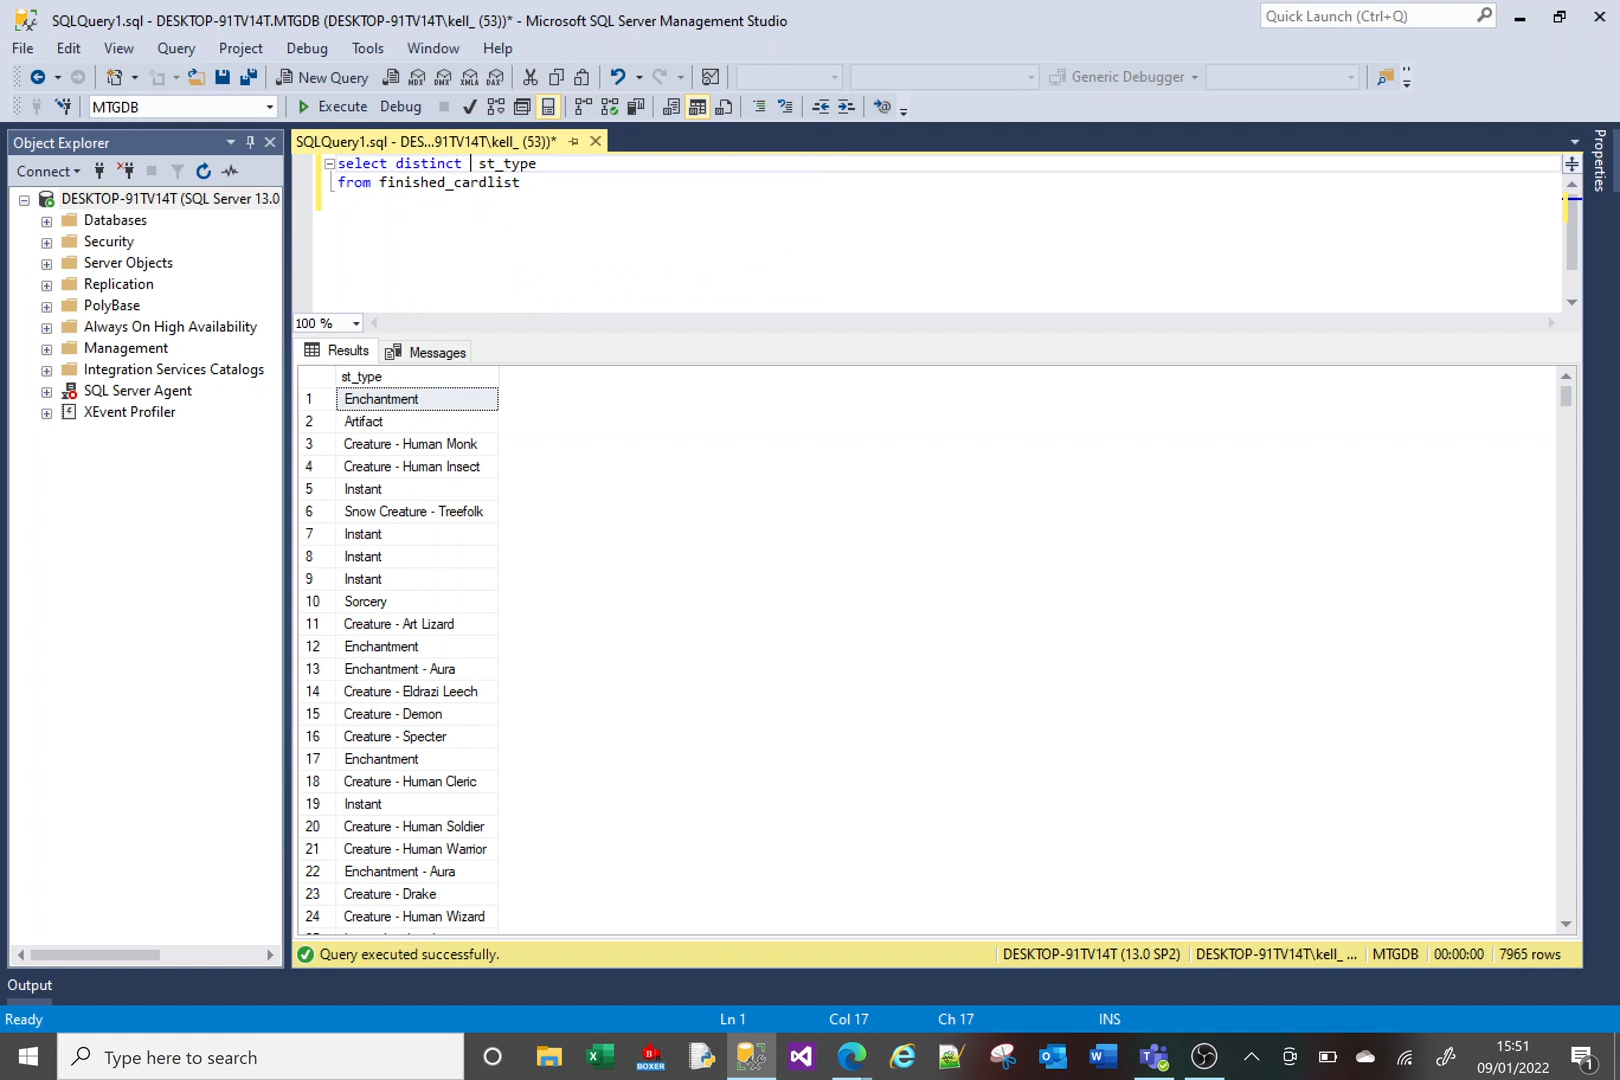 SQLQuery1.sql - DESKTOP-91TV14T.MTGDB (DESKTOP-91TV14T\kell_ (53))* - Microsoft SQL Server Management Studio
Quick Launch (Ctrl+Q)
File Edit View Query Project Debug Tools Window Help
New Query
MDX DMX XMLA DAX
Generic Debugger
MTGDB
Execute Debug
Object Explorer
SQLQuery1.sql - DES...91TV14T\kell_ (53))*
Properties
Connect
select distinct st_type
from finished_cardlist
DESKTOP-91TV14T (SQL Server 13.0
Databases
Security
Server Objects
Replication
PolyBase
Always On High Availability
Management
Integration Services Catalogs
SQL Server Agent
XEvent Profiler
100 %
Results Messages
st_type
1 Enchantment
2 Artifact
3 Creature - Human Monk
4 Creature - Human Insect
5 Instant
6 Snow Creature - Treefolk
7 Instant
8 Instant
9 Instant
10 Sorcery
11 Creature - Art Lizard
12 Enchantment
13 Enchantment - Aura
14 Creature - Eldrazi Leech
15 Creature - Demon
16 Creature - Specter
17 Enchantment
18 Creature - Human Cleric
19 Instant
20 Creature - Human Soldier
21 Creature - Human Warrior
22 Enchantment - Aura
23 Creature - Drake
24 Creature - Human Wizard
Query executed successfully.
DESKTOP-91TV14T (13.0 SP2) DESKTOP-91TV14T\kell_ ... MTGDB 00:00:00 7965 rows
Output
Ready Ln 1 Col 17 Ch 17 INS
Type here to search
BOXER
15:51
09/01/2022
1